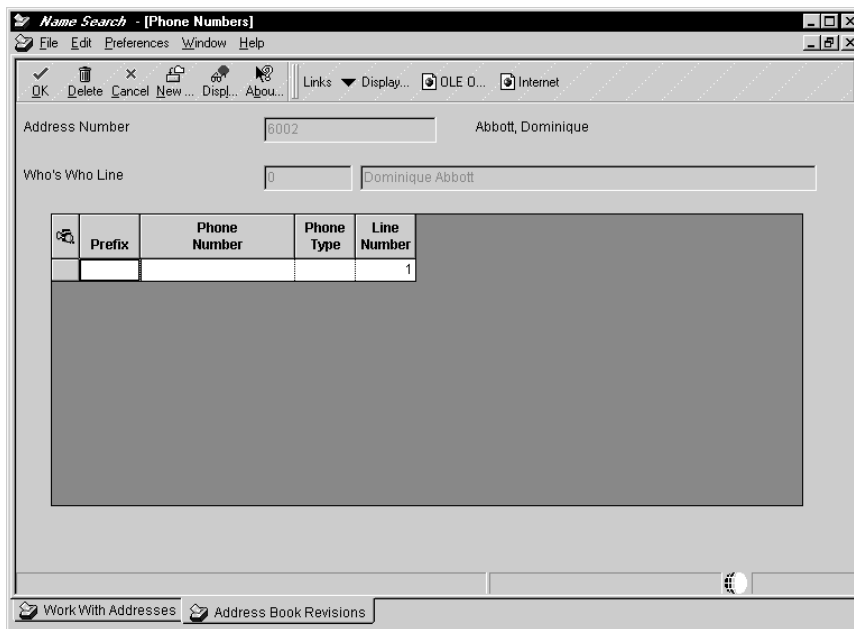 Name Search - [Phone Numbers]
File Edit Preferences Window Help
OK Delete Cancel New ... Displ... Abou... Links Display... OLE O... Internet
Address Number 6002 Abbott, Dominique
Who's Who Line 0 Dominique Abbott
Prefix Phone Number Phone Type Line Number
1
Work With Addresses Address Book Revisions